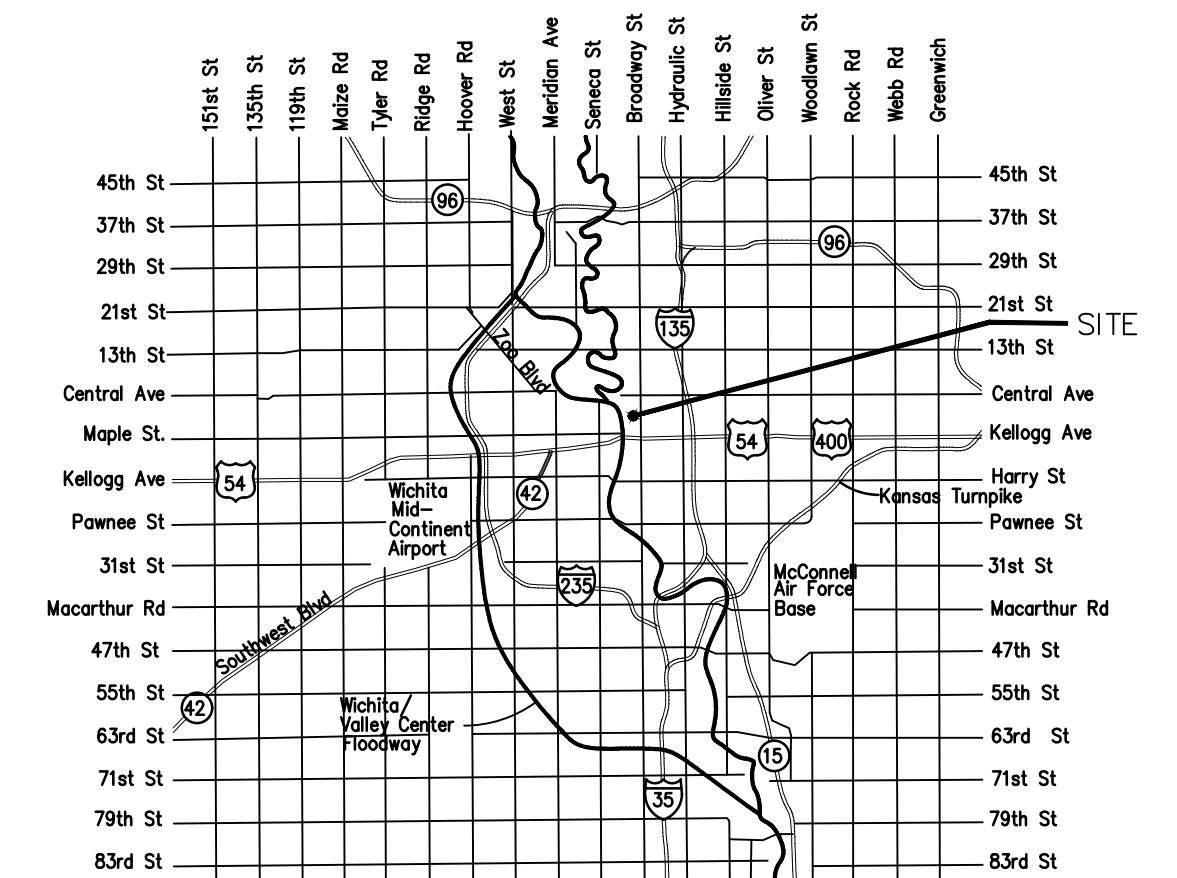 151st St
135th St
119th St
Maize Rd
Tyler Rd
Ridge Rd
Hoover Rd
West St
Meridian Ave
Seneca St
Broadway St
Hydraulic St
Hillside St
Oliver St
Woodlawn St
Rock Rd
Webb Rd
Greenwich
45th St
37th St
29th St
21st St
13th St
Central Ave
Maple St.
Kellogg Ave
Pawnee St
31st St
Macarthur Rd
47th St
55th St
63rd St
71st St
79th St
83rd St
96
Zoo Blvd
54
Wichita
Mid-
Continent
Airport
42
Southwest Blvd
42
Wichita/
Valley Center
Floodway
235
135
96
54
400
Kansas Turnpike
McConnell
Air Force
Base
15
35
SITE
45th St
37th St
29th St
21st St
13th St
Central Ave
Kellogg Ave
Harry St
Pawnee St
31st St
Macarthur Rd
47th St
55th St
63rd St
71st St
79th St
83rd St